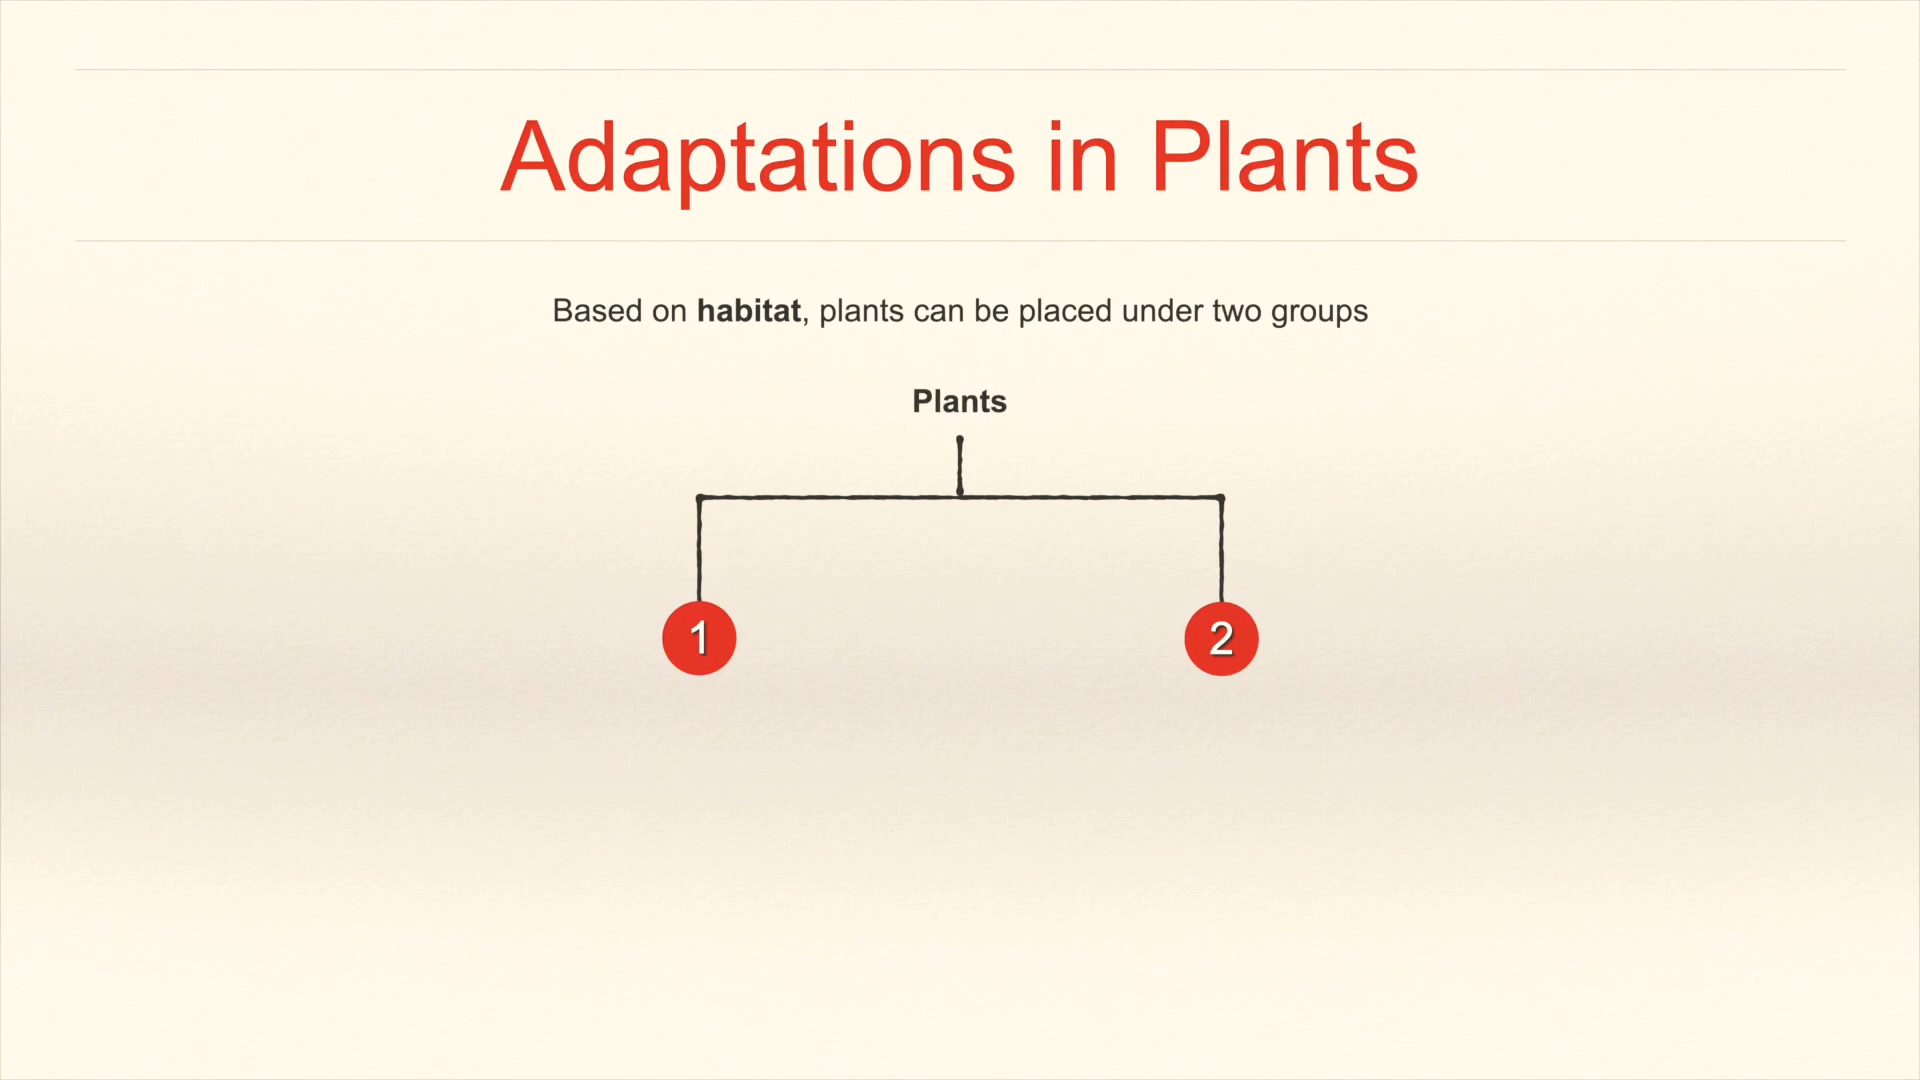 Adaptations in Plants
Based on habitat, plants can be placed under two groups
Plants
1
2